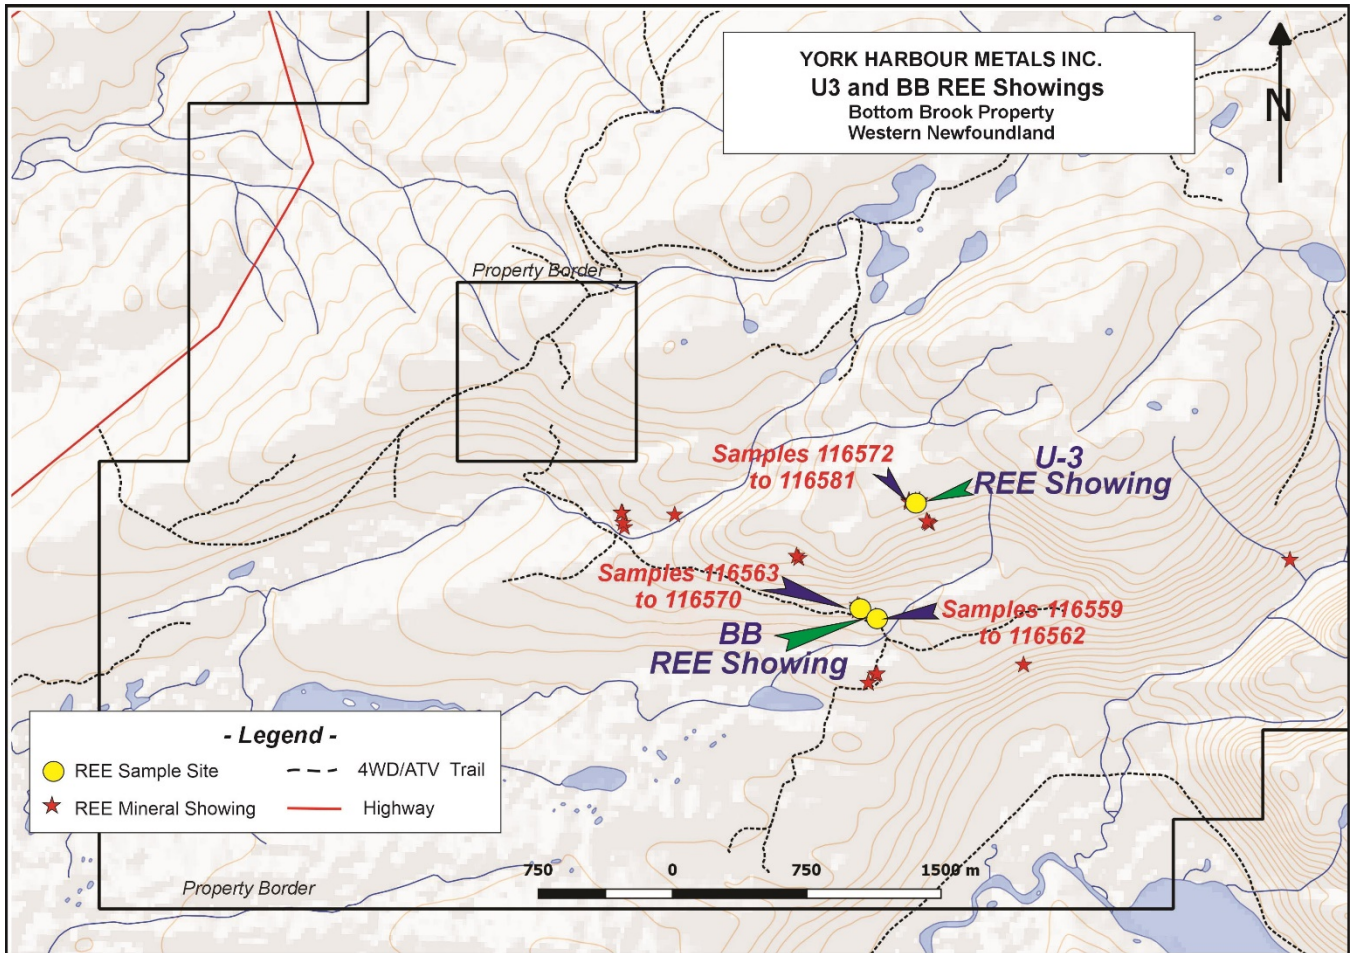 YORK HARBOUR METALS INC.
U3 and BB REE Showings
Bottom Brook Property
Western Newfoundland
N
Property Border
Samples 116572
to 116581
U-3
REE Showing
Samples 116563
to 116570
Samples 116559
to 116562
BB
REE Showing
- Legend -
REE Sample Site
4WD/ATV Trail
REE Mineral Showing
Highway
Property Border
750 0 750 1500 m